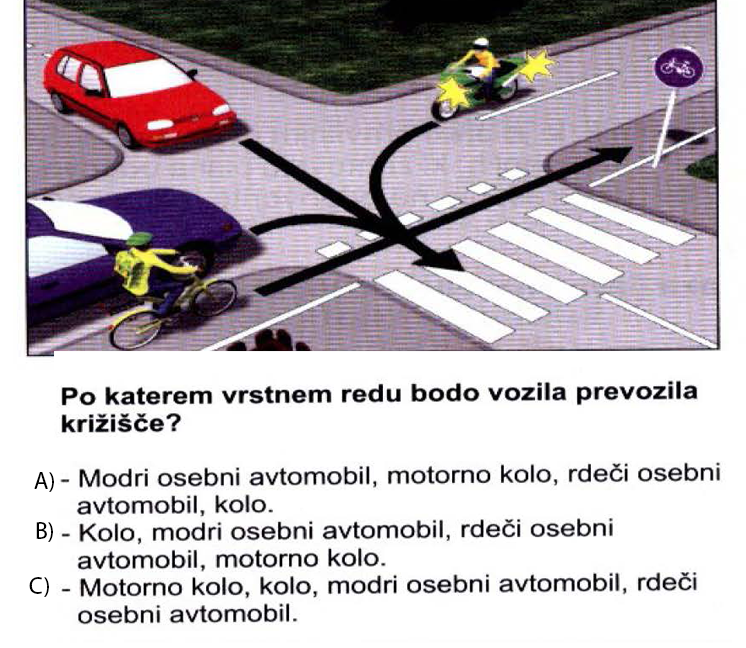 Po katerem vrstnem redu bodo vozila prevozila
križišče?
A) - Modri osebni avtomobil, motorno kolo, rdeči osebni
avtomobil, kolo.
B) - Kolo, modri osebni avtomobil, rdeči osebni
avtomobil, motorno kolo.
C) - Motorno kolo, kolo, modri osebni avtomobil, rdeči
osebni avtomobil.